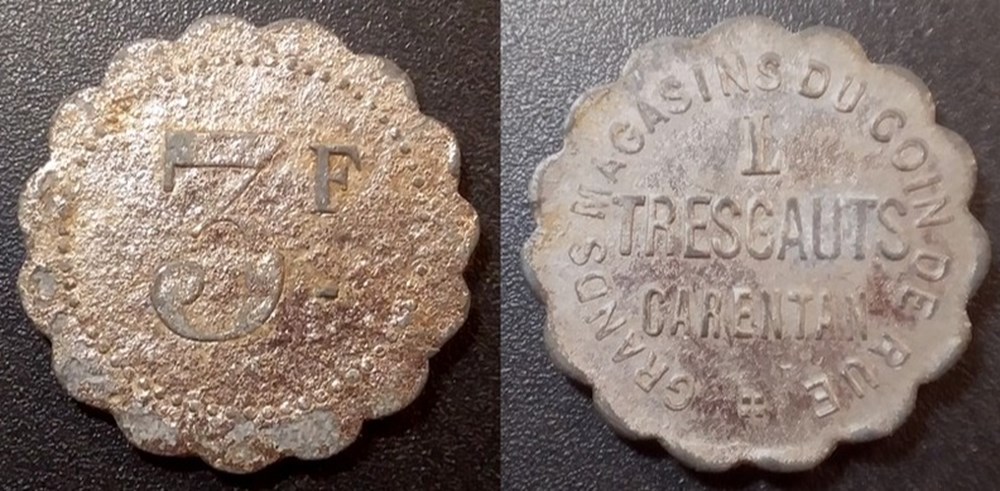 3 F
GRANDS MAGASINS DU COIN DE RUE
L
TRESCAUTS
CARENTAN